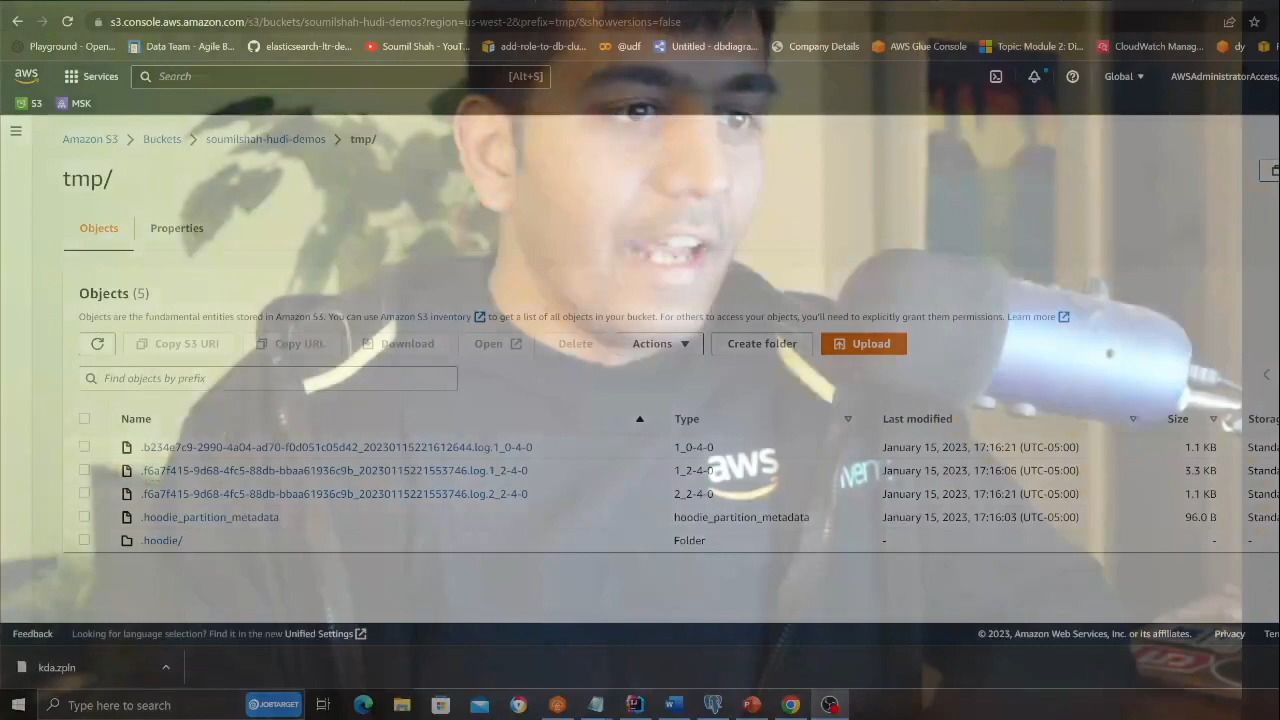 s3.console.aws.amazon.com/s3/buckets/soumilshah-hudi-demos?region=us-west-2&prefix=tmp/&showversions=false
Playground - Open... Data Team - Agile B... elasticsearch-ltr-de... Soumil Shah - YouT... add-role-to-db-clu... @udf Untitled - dbdiagra... Company Details AWS Glue Console Topic: Module 2: Di... CloudWatch Manag... dy
aws Services Search [Alt+S] Global AWSAdministratorAccess,
S3 MSK
Amazon S3 Buckets soumilshah-hudi-demos tmp/
tmp/
Objects Properties
Objects (5)
Objects are the fundamental entities stored in Amazon S3. You can use Amazon S3 inventory to get a list of all objects in your bucket. For others to access your objects, you'll need to explicitly grant them permissions. Learn more
Copy S3 URI Copy URL Download Open Delete Actions Create folder Upload
Find objects by prefix
Name Type Last modified Size Storag
.b234e7c9-2990-4a04-ad70-f0d051c05d42_20230115221612644.log.1_0-4-0 1_0-4-0 January 15, 2023, 17:16:21 (UTC-05:00) 1.1 KB Standa
.f6a7f415-9d68-4fc5-88db-bbaa61936c9b_20230115221553746.log.1_2-4-0 1_2-4-0 January 15, 2023, 17:16:06 (UTC-05:00) 3.3 KB Standa
.f6a7f415-9d68-4fc5-88db-bbaa61936c9b_20230115221553746.log.2_2-4-0 2_2-4-0 January 15, 2023, 17:16:21 (UTC-05:00) 1.1 KB Standa
.hoodie_partition_metadata hoodie_partition_metadata January 15, 2023, 17:16:03 (UTC-05:00) 96.0 B Standa
.hoodie/ Folder - - -
aws
Feedback Looking for language selection? Find it in the new Unified Settings © 2023, Amazon Web Services, Inc. or its affiliates. Privacy Ter
kda.zpln
Type here to search JOBTARGET